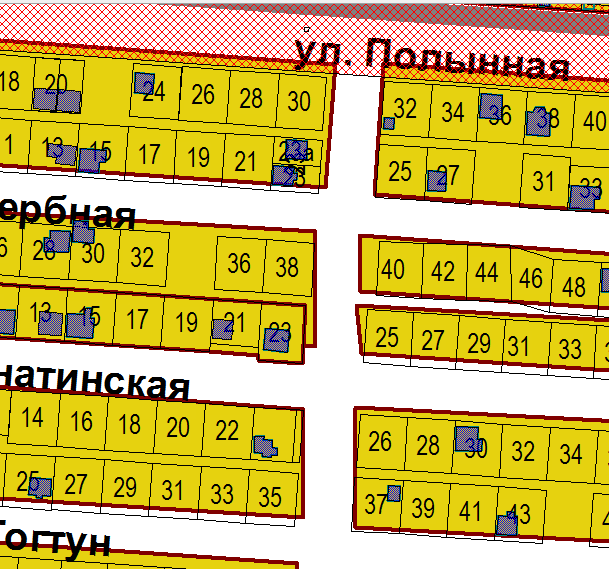 ул. Полынная
18 20 24 26 28 30
32 34 36 38 40
1 13 15 17 19 21 23а
23
25 27 31 33
ербная
6 28 30 32 36 38
40 42 44 46 48
13 15 17 19 21 23
25 27 29 31 33
натинская
14 16 18 20 22
26 28 30 32 34
25 27 29 31 33 35
37 39 41 43 4
Тогтун